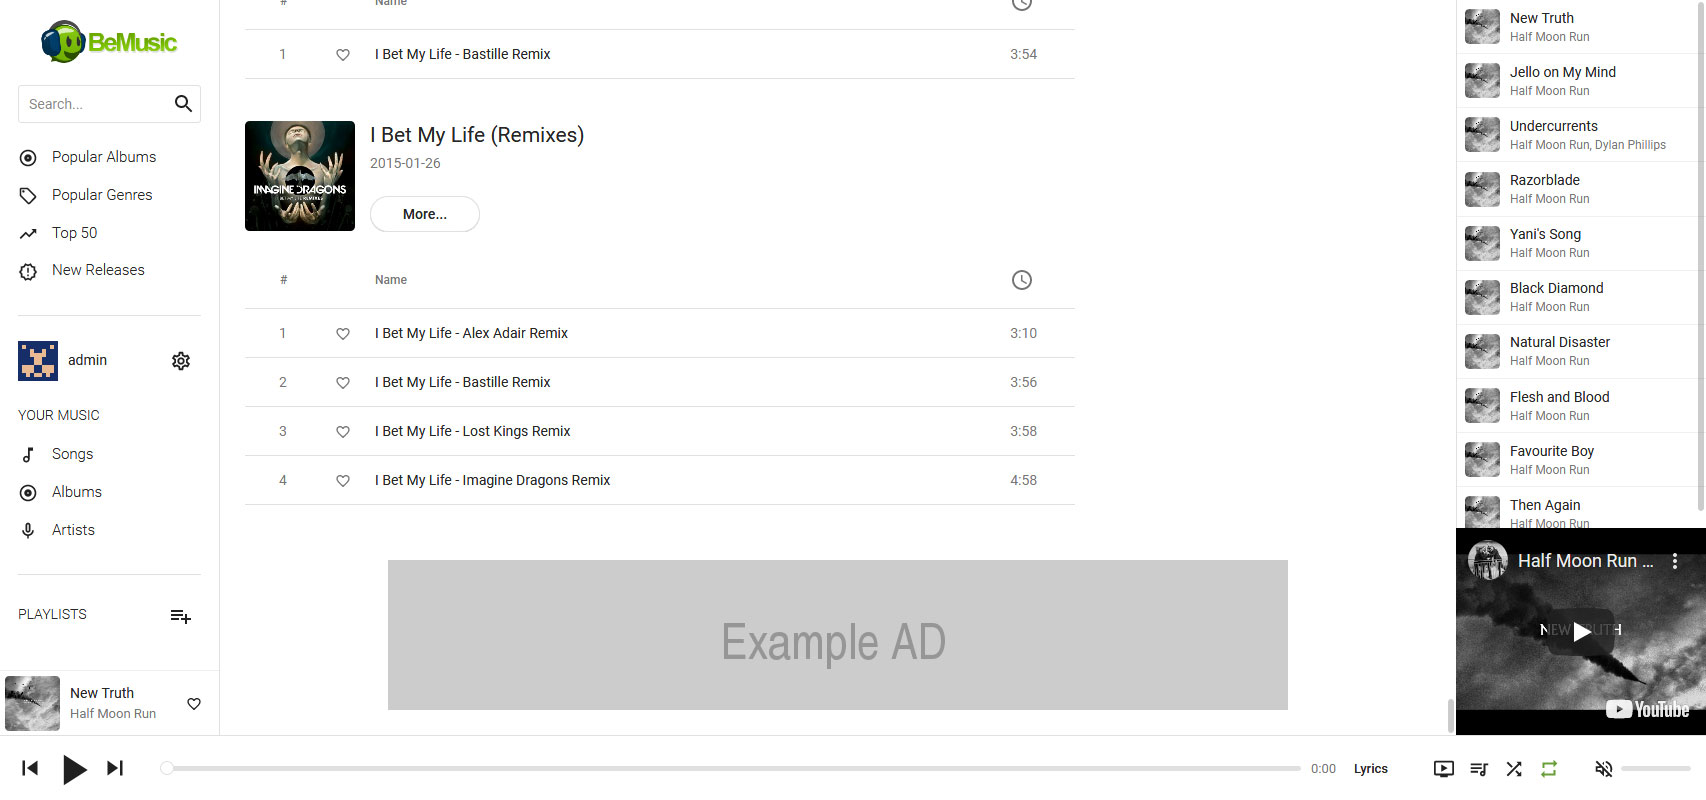 BeMusic
Search...
Popular Albums
Popular Genres
Top 50
New Releases
admin
YOUR MUSIC
Songs
Albums
Artists
PLAYLISTS
New Truth
Half Moon Run
# Name
1 I Bet My Life - Bastille Remix 3:54
IMAGINE DRAGONS
I BET MY LIFE REMIXES
I Bet My Life (Remixes)
2015-01-26
More...
# Name
1 I Bet My Life - Alex Adair Remix 3:10
2 I Bet My Life - Bastille Remix 3:56
3 I Bet My Life - Lost Kings Remix 3:58
4 I Bet My Life - Imagine Dragons Remix 4:58
Example AD
New Truth
Half Moon Run
Jello on My Mind
Half Moon Run
Undercurrents
Half Moon Run, Dylan Phillips
Razorblade
Half Moon Run
Yani's Song
Half Moon Run
Black Diamond
Half Moon Run
Natural Disaster
Half Moon Run
Flesh and Blood
Half Moon Run
Favourite Boy
Half Moon Run
Then Again
Half Moon Run
Half Moon Run ...
NEW TRUTH
YouTube
0:00 Lyrics